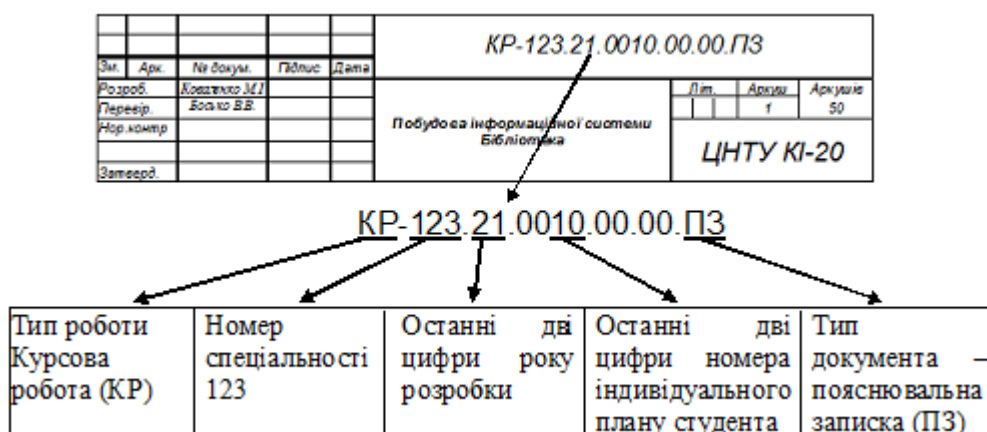 КР-123.21.0010.00.00.ПЗ
Зм. Арк. № докум. Підпис Дата
Розроб. Коваленко М.І
Перевір. Босько В.В.
Нор.контр
Затверд.
Побудова інформаційної системи
Бібліотека
Літ. Аркуш Аркушів
1 50
ЦНТУ КІ-20
КР-123.21.0010.00.00.ПЗ
Тип роботи
Курсова
робота (КР)
Номер
спеціальності
123
Останні дві
цифри року
розробки
Останні дві
цифри номера
індивідуального
плану студента
Тип
документа –
пояснювальна
записка (ПЗ)